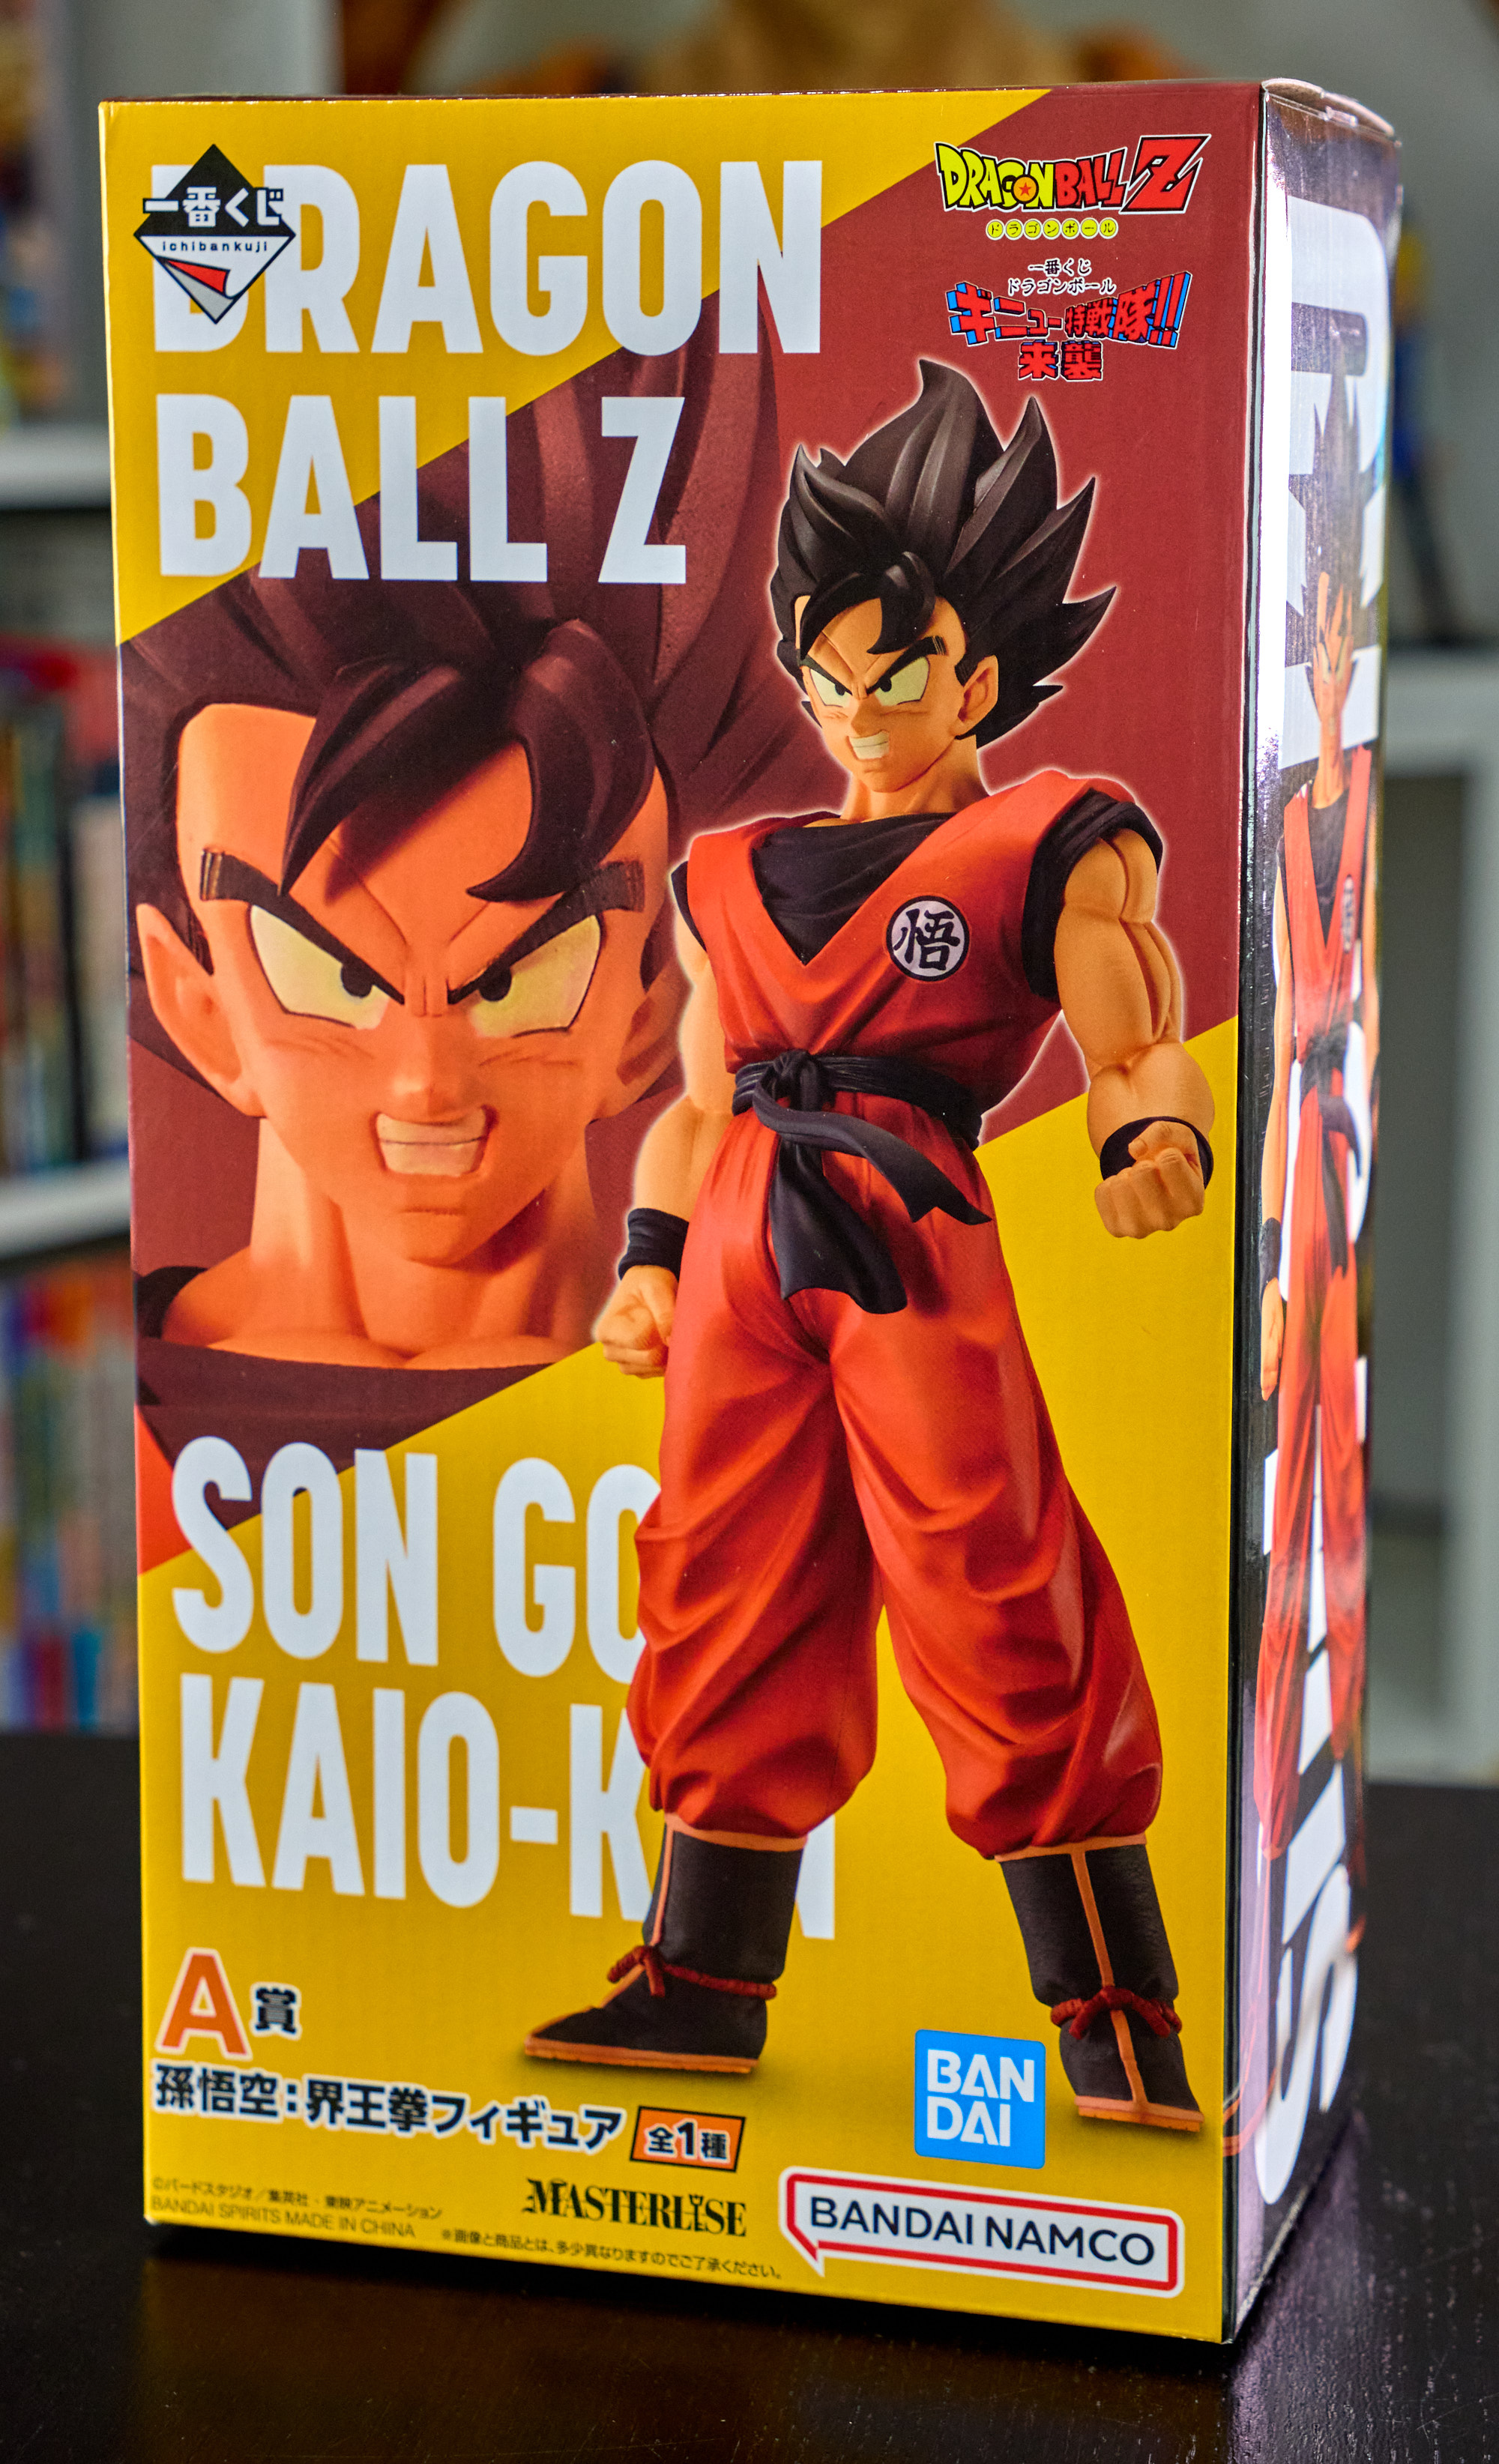 一番くじ
ichibankuji
DRAGON
BALL Z
DRAGONBALL Z
ドラゴンボール
一番くじ
ドラゴンボール
ギニュー特戦隊!!
来襲
悟
SON GO
KAIO-K
A賞
孫悟空:界王拳フィギュア 全1種
©バードスタジオ/集英社・東映アニメーション
BANDAI SPIRITS MADE IN CHINA
※画像と商品とは、多少異なりますのでご了承ください。
MASTERLISE
BAN
DAI
BANDAI NAMCO